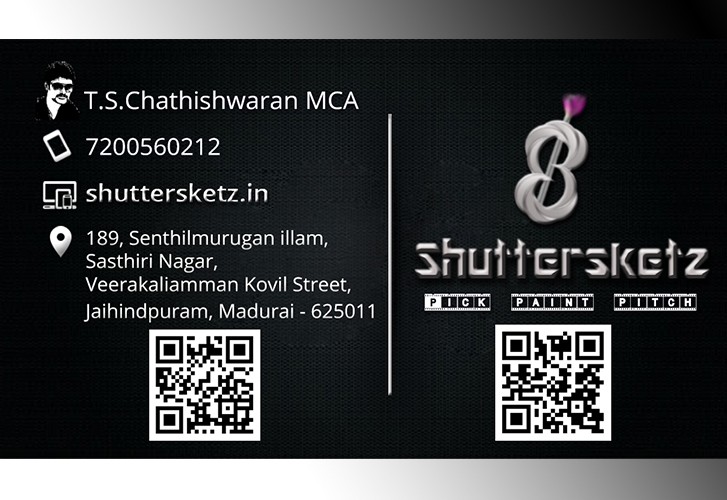 T.S.Chathishwaran MCA
7200560212
shuttersketz.in
189, Senthilmurugan illam,
Sasthiri Nagar,
Veerakaliamman Kovil Street,
Jaihindpuram, Madurai - 625011
Shuttersketz
PICK PAINT PITCH